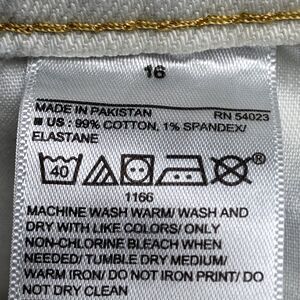 16
MADE IN PAKISTAN RN 54023
■ US : 99% COTTON, 1% SPANDEX/
ELASTANE
40 ®
1166
MACHINE WASH WARM/ WASH AND
DRY WITH LIKE COLORS/ ONLY
NON-CHLORINE BLEACH WHEN
NEEDED/ TUMBLE DRY MEDIUM/
WARM IRON/ DO NOT IRON PRINT/ DO
NOT DRY CLEAN